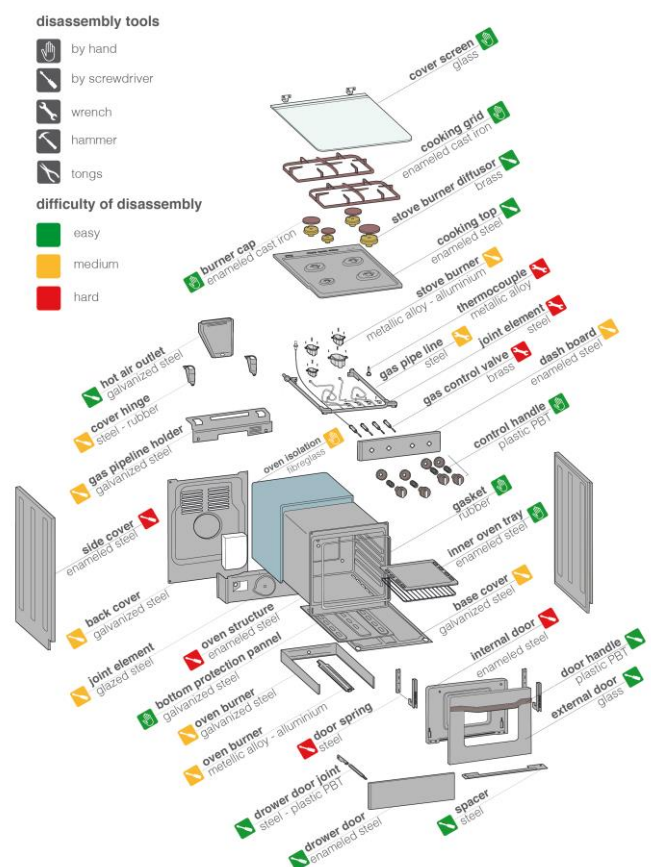 disassembly tools
by hand
by screwdriver
wrench
hammer
tongs
difficulty of disassembly
easy
medium
hard
cover screen
glass
cooking grid
enameled cast iron
stove burner diffusor
brass
burner cap
enameled cast iron
cooking top
enameled steel
stove burner
metallic alloy - alluminium
thermocouple
metallic alloy
gas pipe line
steel
joint element
steel
gas control valve
brass
dash board
enameled steel
hot air outlet
galvanized steel
cover hinge
steel - rubber
gas pipeline holder
galvanized steel
oven isolation
fibreglass
control handle
plastic PBT
gasket
rubber
inner oven tray
enameled steel
side cover
enameled steel
back cover
galvanized steel
joint element
glazed steel
oven structure
enameled steel
bottom protection panel
galvanized steel
oven burner
galvanized steel
oven burner
metellic alloy - alluminium
base cover
galvanized steel
internal door
enameled steel
door handle
plastic PBT
external door
glass
door spring
steel
drower door joint
steel - plastic PBT
drower door
enameled steel
spacer
steel